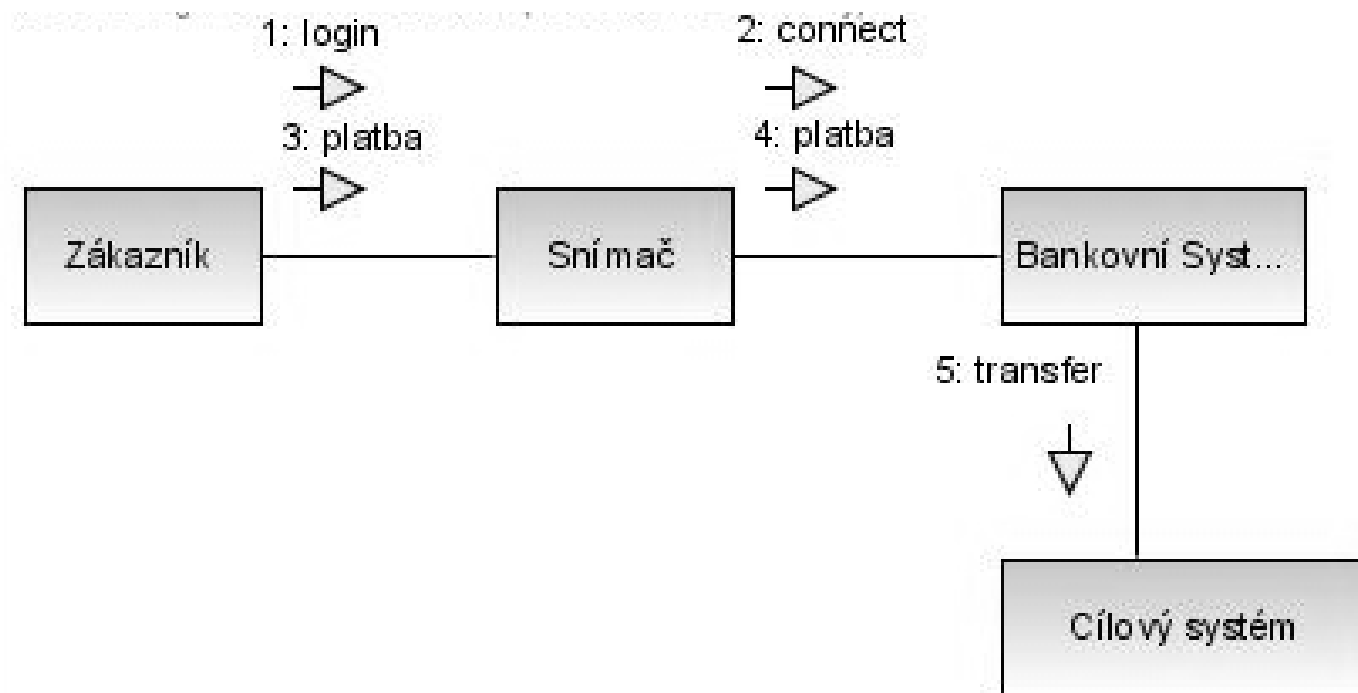 1: login
2: connect
3: platba
4: platba
Zákazník
Snímač
Bankovní Syst...
5: transfer
Cílový systém